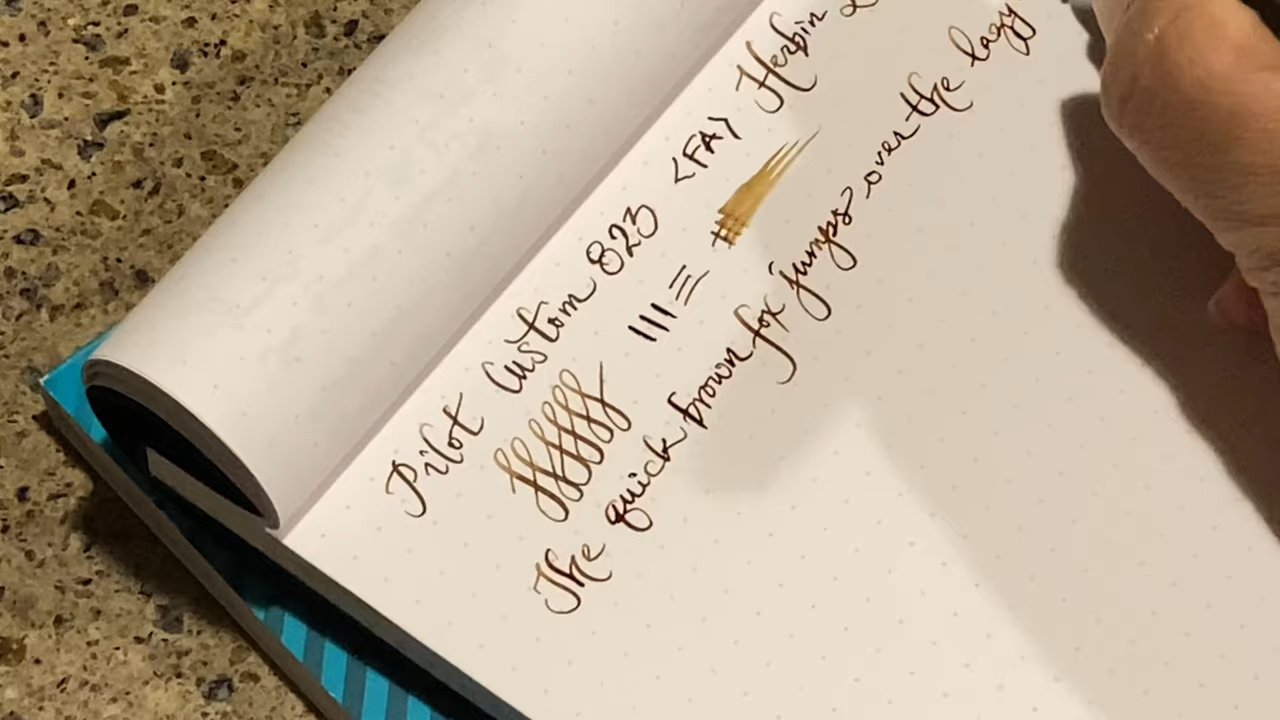 Pilot Custom 823 <FA> Herbin
The quick brown fox jumps over the lazy